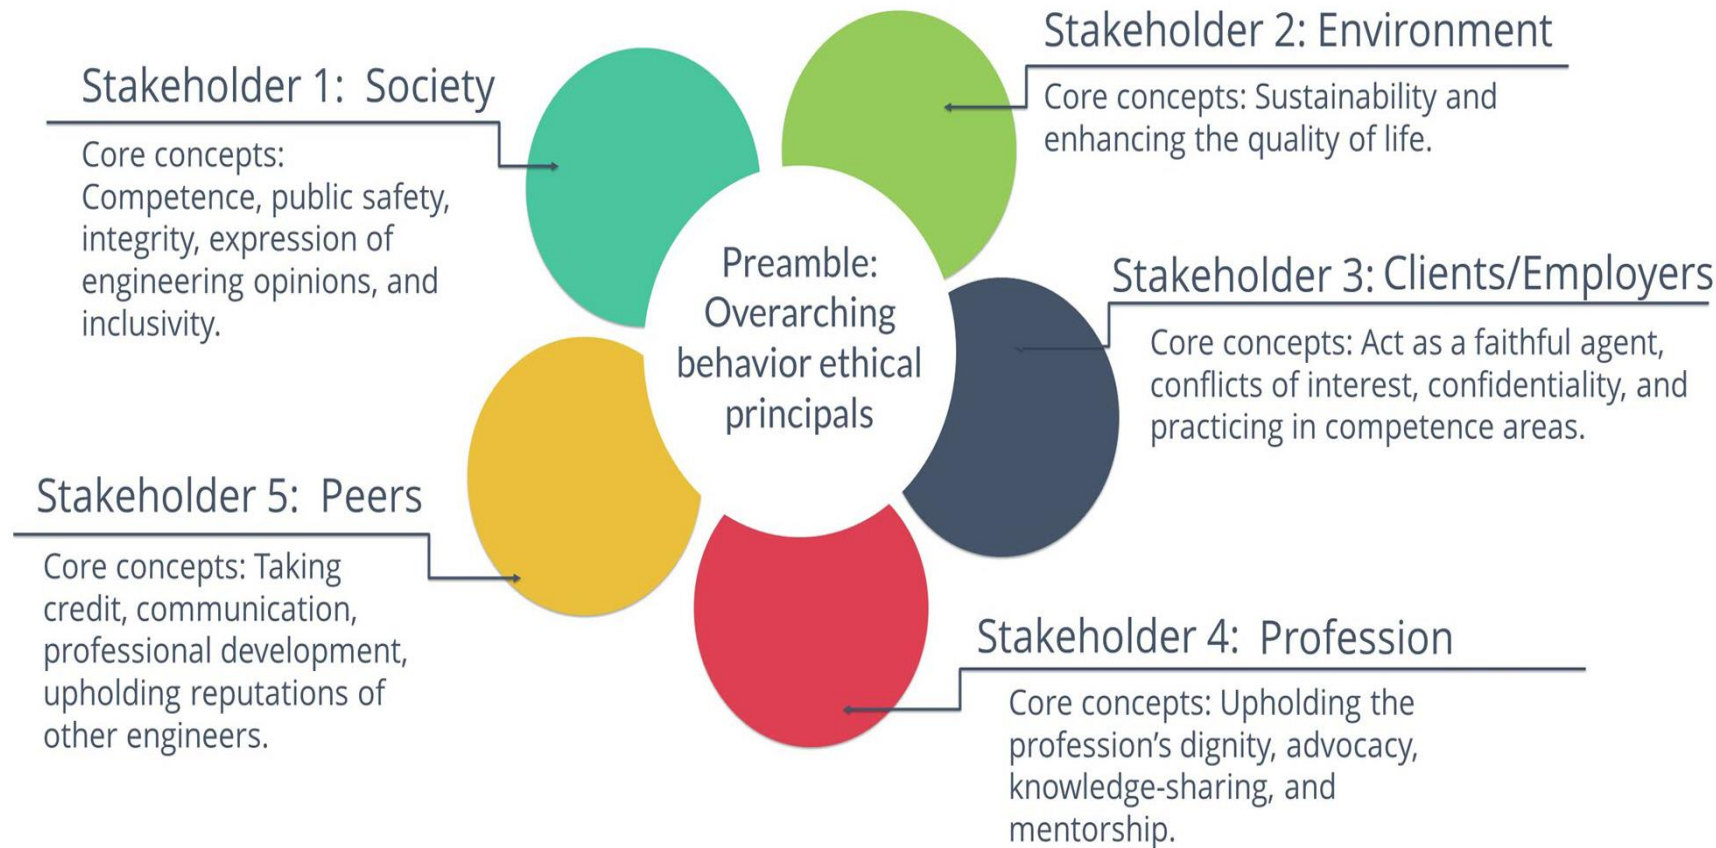 Stakeholder 1: Society
Core concepts:
Competence, public safety,
integrity, expression of
engineering opinions, and
inclusivity.
Stakeholder 2: Environment
Core concepts: Sustainability and
enhancing the quality of life.
Preamble:
Overarching
behavior ethical
principals
Stakeholder 3: Clients/Employers
Core concepts: Act as a faithful agent,
conflicts of interest, confidentiality, and
practicing in competence areas.
Stakeholder 4: Profession
Core concepts: Upholding the
profession’s dignity, advocacy,
knowledge-sharing, and
mentorship.
Stakeholder 5: Peers
Core concepts: Taking
credit, communication,
professional development,
upholding reputations of
other engineers.